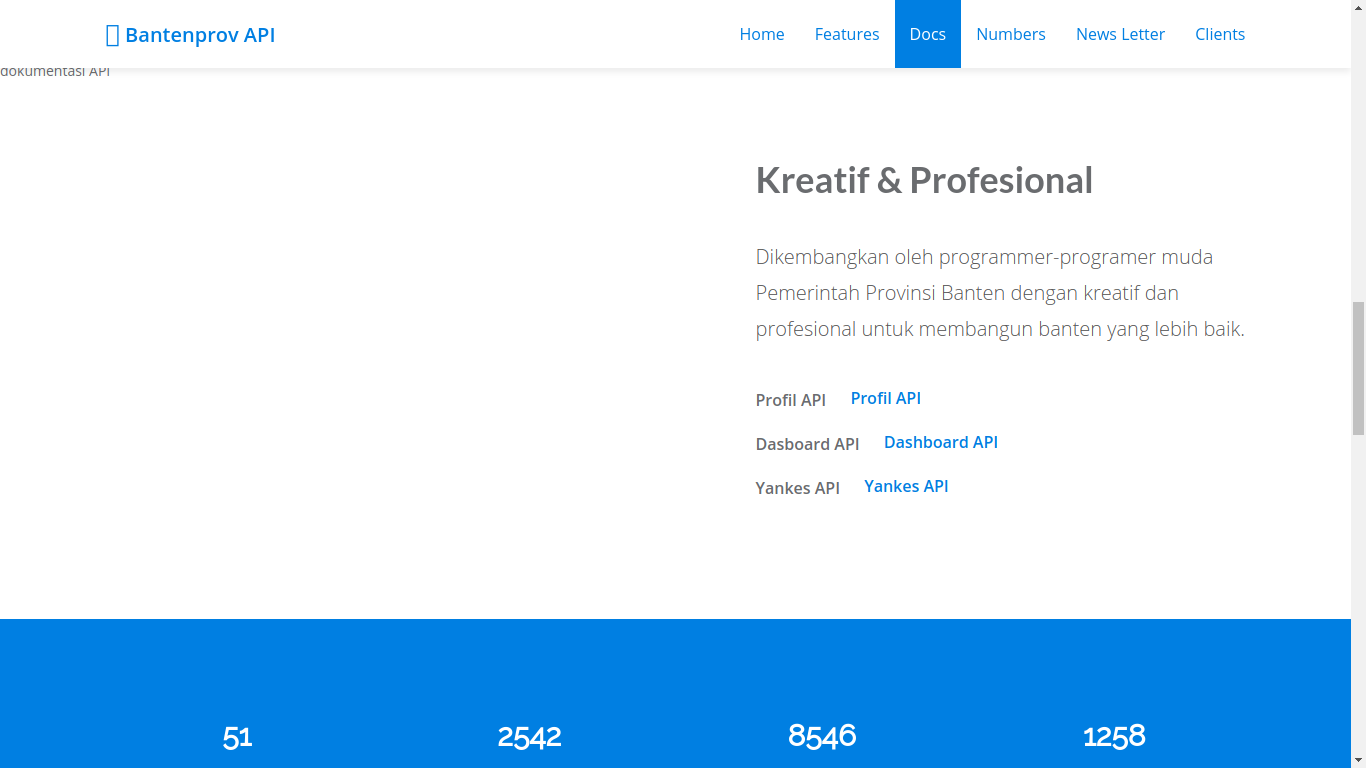 Bantenprov API
Home Features Docs Numbers News Letter Clients
dokumentasi API
Kreatif & Profesional
Dikembangkan oleh programmer-programer muda
Pemerintah Provinsi Banten dengan kreatif dan
profesional untuk membangun banten yang lebih baik.
Profil API Profil API
Dasboard API Dashboard API
Yankes API Yankes API
51 2542 8546 1258